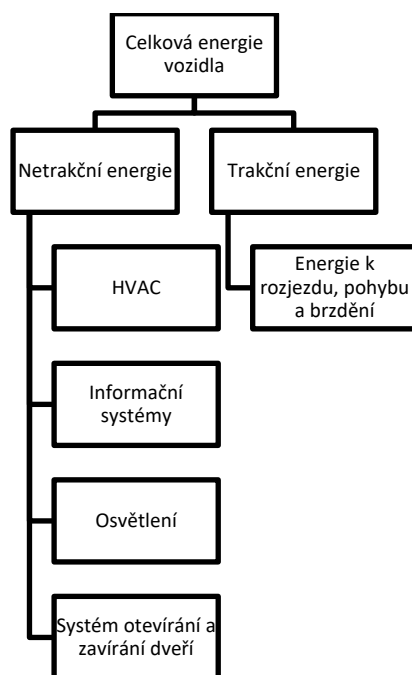 Celková energie
vozidla
Netrakční energie
Trakční energie
HVAC
Energie k
rozjezdu, pohybu
a brzdění
Informační
systémy
Osvětlení
Systém otevírání a
zavírání dveří